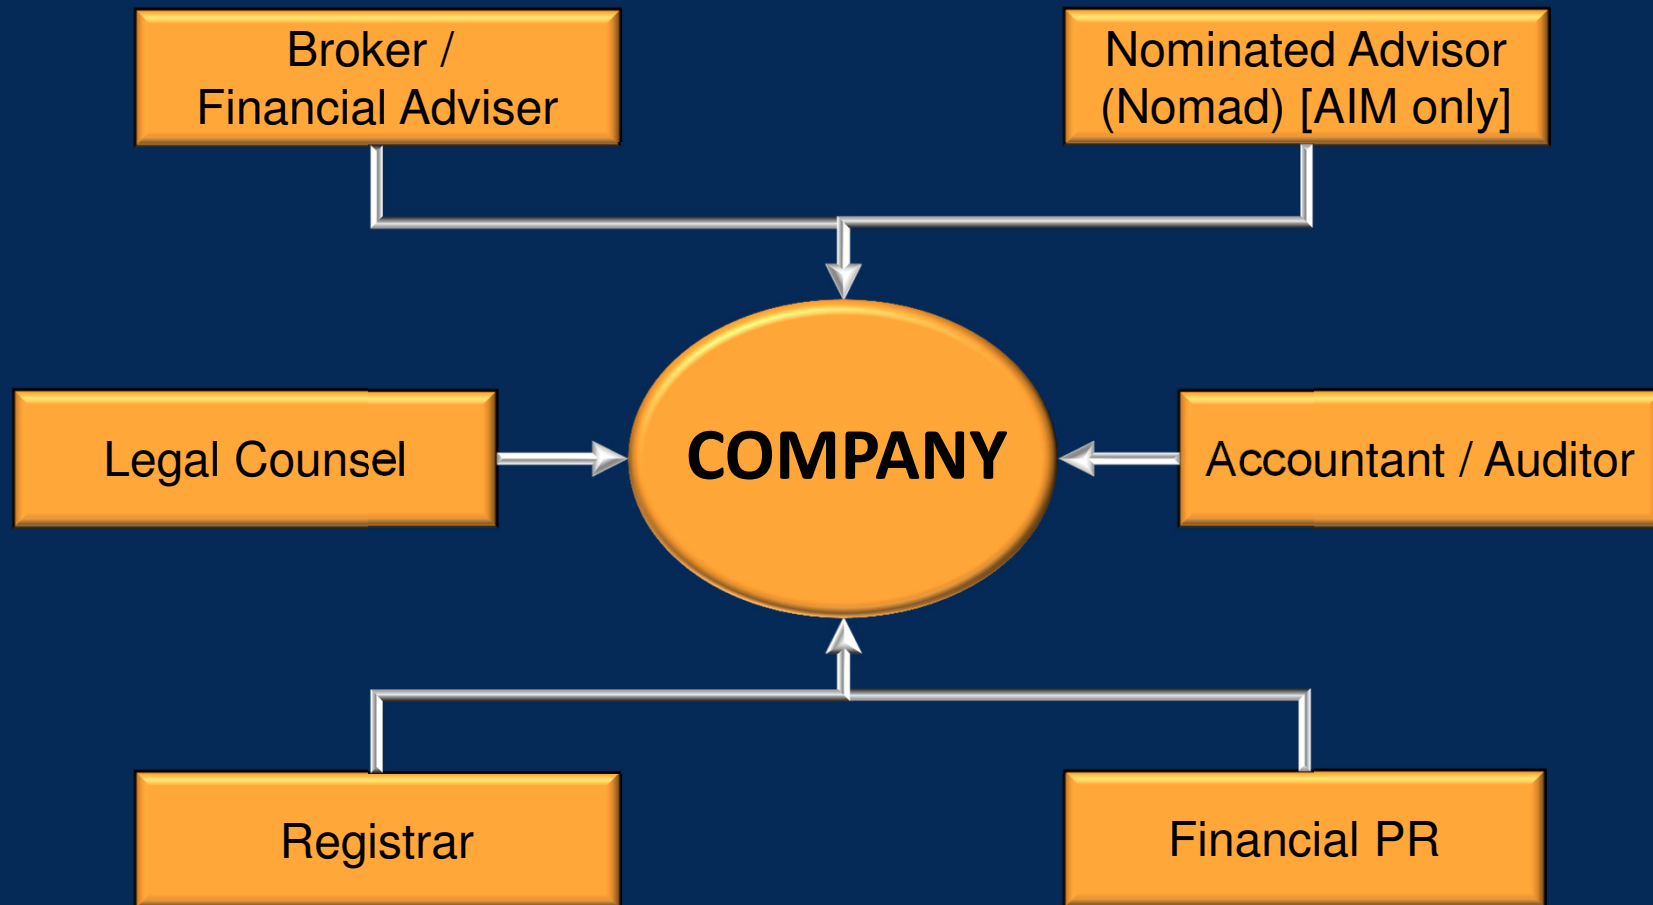 Broker /
Financial Adviser
Nominated Advisor
(Nomad) [AIM only]
Legal Counsel
COMPANY
Accountant / Auditor
Registrar
Financial PR